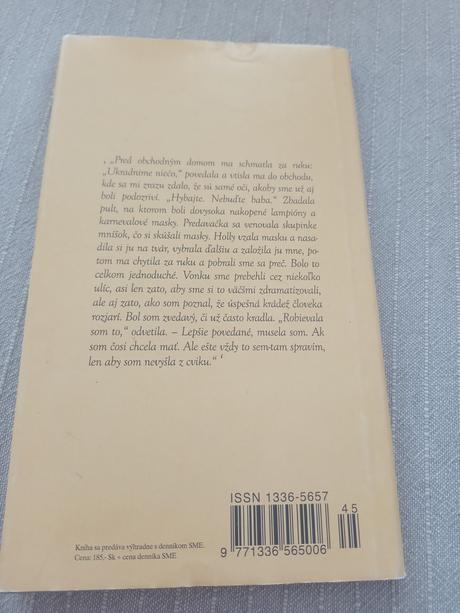 ‚ „Pred obchodným domom ma schmatla za ruku:
„Ukradnime niečo,“ povedala a vtisla ma do obchodu,
kde sa mi zrazu zdalo, že sú samé oči, akoby sme už aj
boli podozriví. „Hybajte. Nebuďte baba.“ Zbadala
pult, na ktorom boli dovysoka nakopené lampióny a
karnevalové masky. Predavačka sa venovala skupinke
mníšok, čo si skúšali masky. Holly vzala masku a nasa-
dila si ju na tvár, vybrala ďalšiu a založila ju mne, po-
tom ma chytila za ruku a pobrali sme sa preč. Bolo to
celkom jednoduché. Vonku sme prebehli cez niekoľko
ulíc, asi len zato, aby sme si to väčšmi zdramatizovali,
ale aj zato, ako som poznal, že úspešná krádež človeka
rozjarí. Bol som zvedavý, či už často kradla. „Robievala
som to,“ odvetila. – Lepšie povedané, musela som. Ak
som čosi chcela mať. Ale ešte vždy to sem-tam spravím,
len aby som nevyšla z cviku.“ ‘
ISSN 1336-5657
45
9 771336 565006
Kniha sa predáva výhradne s denníkom SME.
Cena: 185,- Sk + cena denníka SME